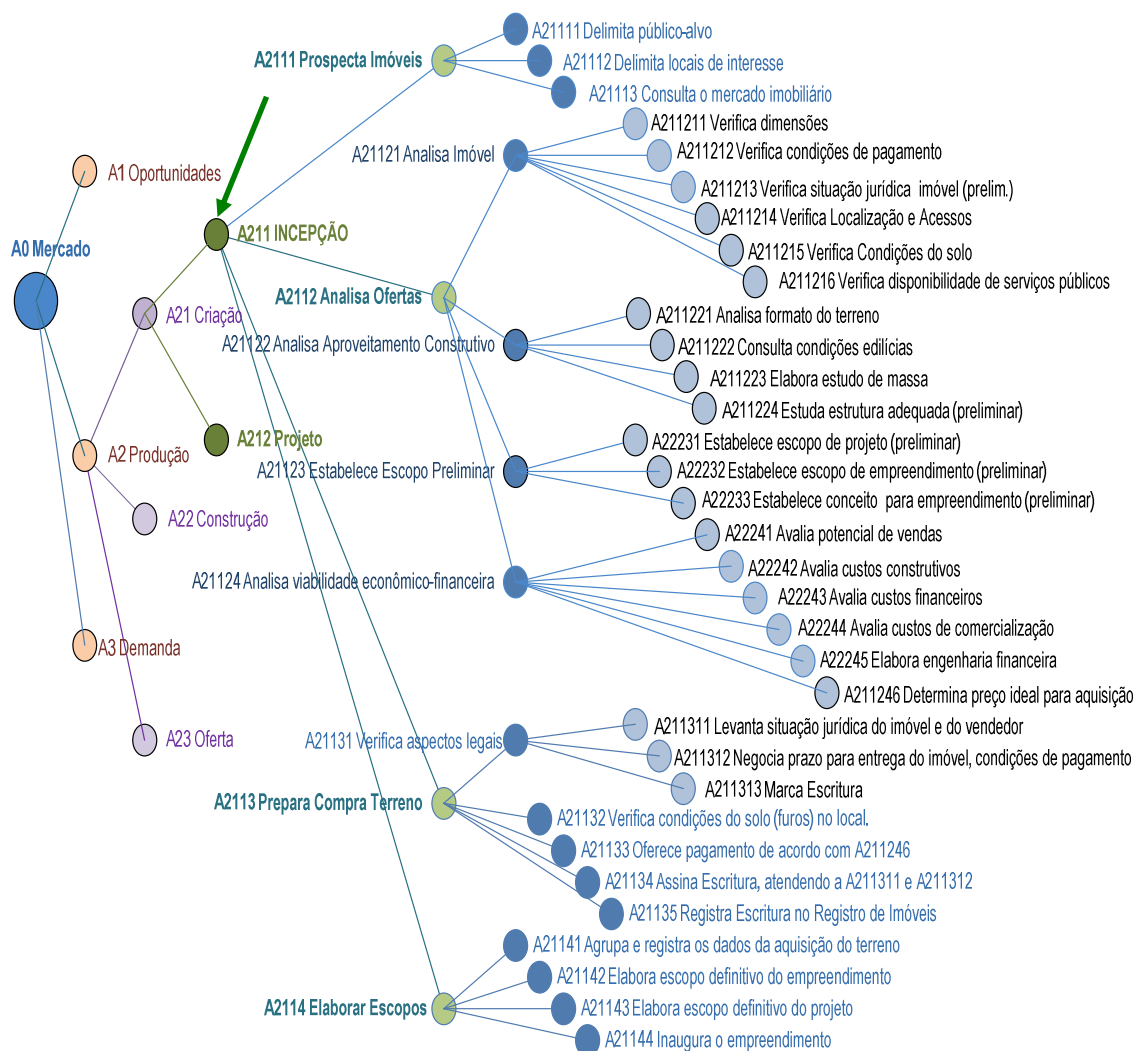 A2111 Prospecta Imóveis
A21111 Delimita público-alvo
A21112 Delimita locais de interesse
A21113 Consulta o mercado imobiliário
A211211 Verifica dimensões
A21121 Analisa Imóvel
A211212 Verifica condições de pagamento
A1 Oportunidades
A211213 Verifica situação jurídica imóvel (prelim.)
A211214 Verifica Localização e Acessos
A211 INCEPÇÃO
A0 Mercado
A211215 Verifica Condições do solo
A211216 Verifica disponibilidade de serviços públicos
A2112 Analisa Ofertas
A21 Criação
A211221 Analisa formato do terreno
A21122 Analisa Aproveitamento Construtivo
A211222 Consulta condições edilícias
A211223 Elabora estudo de massa
A211224 Estuda estrutura adequada (preliminar)
A212 Projeto
A22231 Estabelece escopo de projeto (preliminar)
A2 Produção
A21123 Estabelece Escopo Preliminar
A22232 Estabelece escopo de empreendimento (preliminar)
A22233 Estabelece conceito para empreendimento (preliminar)
A22 Construção
A22241 Avalia potencial de vendas
A22242 Avalia custos construtivos
A21124 Analisa viabilidade econômico-financeira
A22243 Avalia custos financeiros
A22244 Avalia custos de comercialização
A3 Demanda
A22245 Elabora engenharia financeira
A211246 Determina preço ideal para aquisição
A211311 Levanta situação jurídica do imóvel e do vendedor
A23 Oferta
A21131 Verifica aspectos legais
A211312 Negocia prazo para entrega do imóvel, condições de pagamento
A211313 Marca Escritura
A2113 Prepara Compra Terreno
A21132 Verifica condições do solo (furos) no local.
A21133 Oferece pagamento de acordo com A211246
A21134 Assina Escritura, atendendo a A211311 e A211312
A21135 Registra Escritura no Registro de Imóveis
A21141 Agrupa e registra os dados da aquisição do terreno
A21142 Elabora escopo definitivo do empreendimento
A2114 Elaborar Escopos
A21143 Elabora escopo definitivo do projeto
A21144 Inaugura o empreendimento